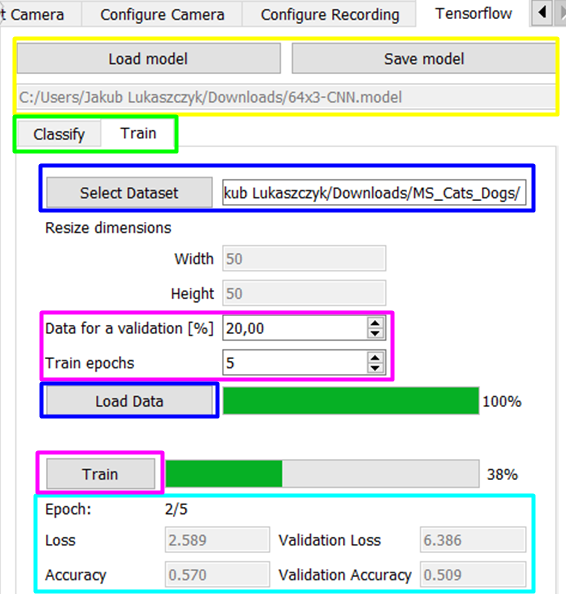 t Camera Configure Camera Configure Recording Tensorflow
Load model Save model
C:/Users/Jakub Lukaszczyk/Downloads/64x3-CNN.model
Classify Train
Select Dataset kub Lukaszczyk/Downloads/MS_Cats_Dogs/
Resize dimensions
Width 50
Height 50
Data for a validation [%] 20,00
Train epochs 5
Load Data 100%
Train 38%
Epoch: 2/5
Loss 2.589 Validation Loss 6.386
Accuracy 0.570 Validation Accuracy 0.509